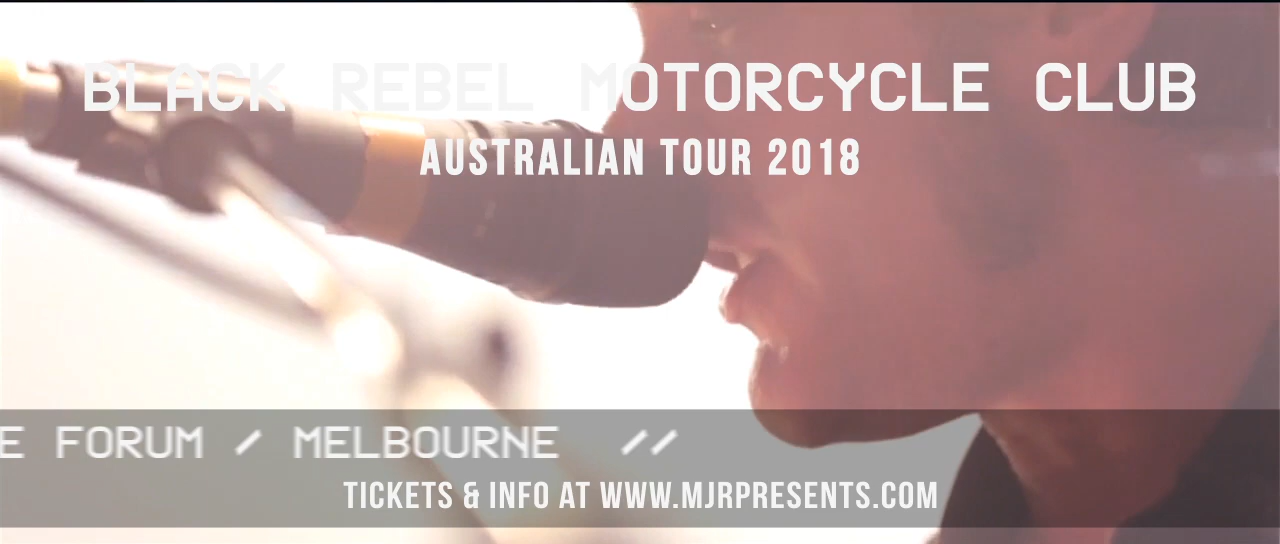 BLACK REBEL MOTORCYCLE CLUB
AUSTRALIAN TOUR 2018
E FORUM / MELBOURNE //
TICKETS & INFO AT WWW.MJRPRESENTS.COM